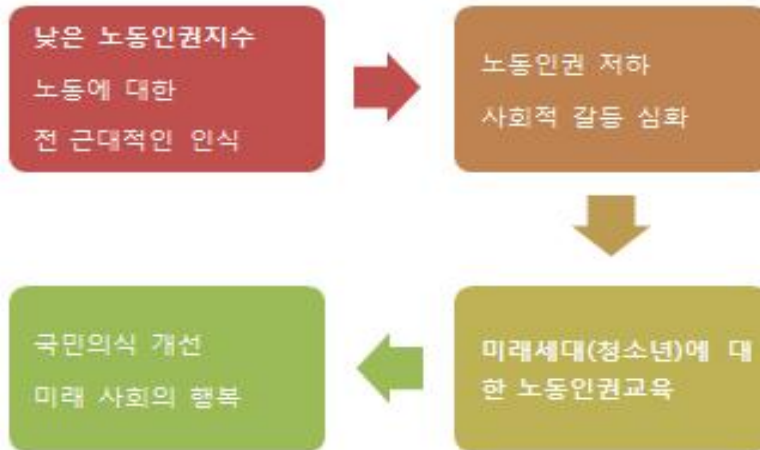 낮은 노동인권지수
노동에 대한
전 근대적인 인식
노동인권 저하
사회적 갈등 심화
미래세대(청소년)에 대
한 노동인권교육
국민의식 개선
미래 사회의 행복